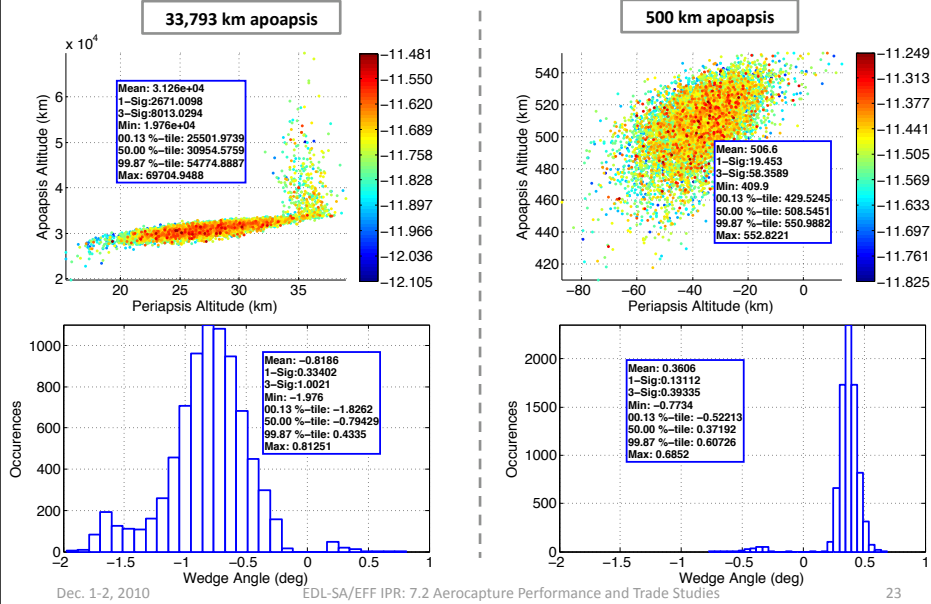 33,793 km apoapsis
500 km apoapsis
x 10⁴
6
5
4
3
2
Apoapsis Altitude (km)
Mean: 3.126e+04
1−Sig:2671.0098
3−Sig:8013.0294
Min: 1.976e+04
00.13 %−tile: 25501.9739
50.00 %−tile: 30954.5759
99.87 %−tile: 54774.8887
Max: 69704.9488
20 25 30 35
Periapsis Altitude (km)
−11.481
−11.550
−11.620
−11.689
−11.758
−11.828
−11.897
−11.966
−12.036
−12.105
540
520
500
480
460
440
420
Apoapsis Altitude (km)
Mean: 506.6
1−Sig:19.453
3−Sig:58.3589
Min: 409.9
00.13 %−tile: 429.5245
50.00 %−tile: 508.5451
99.87 %−tile: 550.9882
Max: 552.8221
−80 −60 −40 −20 0
Periapsis Altitude (km)
−11.249
−11.313
−11.377
−11.441
−11.505
−11.569
−11.633
−11.697
−11.761
−11.825
1000
800
600
400
200
0
Occurences
Mean: −0.8186
1−Sig:0.33402
3−Sig:1.0021
Min: −1.976
00.13 %−tile: −1.8262
50.00 %−tile: −0.79429
99.87 %−tile: 0.4335
Max: 0.81251
−2 −1.5 −1 −0.5 0 0.5 1
Wedge Angle (deg)
2000
1500
1000
500
0
Occurences
Mean: 0.3606
1−Sig:0.13112
3−Sig:0.39335
Min: −0.7734
00.13 %−tile: −0.52213
50.00 %−tile: 0.37192
99.87 %−tile: 0.60726
Max: 0.6852
−2 −1.5 −1 −0.5 0 0.5 1
Wedge Angle (deg)
Dec. 1-2, 2010
EDL-SA/EFF IPR: 7.2 Aerocapture Performance and Trade Studies
23